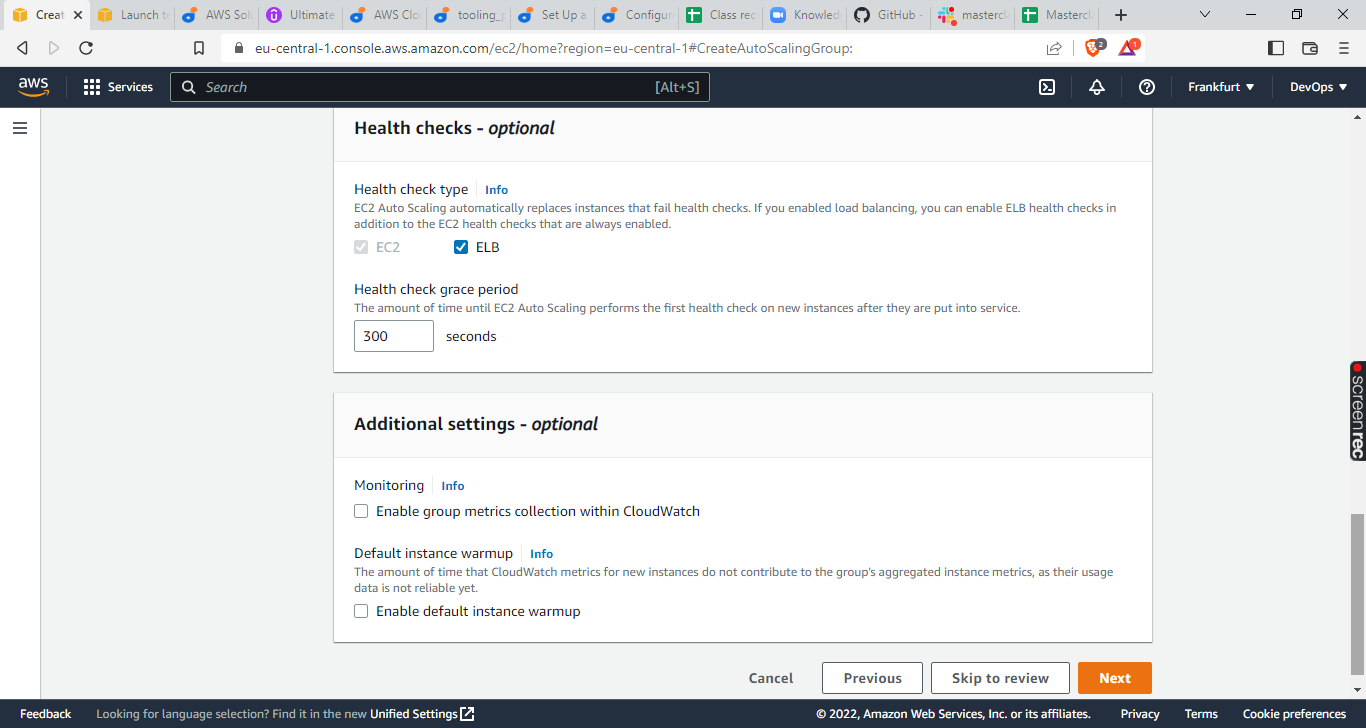 Creat
Launch te
AWS Solu
Ultimate
AWS Clo
tooling_p
Set Up a
Configur
Class rec
Knowled
GitHub -
mastercla
Mastercla
eu-central-1.console.aws.amazon.com/ec2/home?region=eu-central-1#CreateAutoScalingGroup:
2
1
aws
Services
Search
[Alt+S]
Frankfurt
DevOps
Health checks - optional
Health check type
Info
EC2 Auto Scaling automatically replaces instances that fail health checks. If you enabled load balancing, you can enable ELB health checks in
addition to the EC2 health checks that are always enabled.
EC2
ELB
Health check grace period
The amount of time until EC2 Auto Scaling performs the first health check on new instances after they are put into service.
300
seconds
screenrec
Additional settings - optional
Monitoring
Info
Enable group metrics collection within CloudWatch
Default instance warmup
Info
The amount of time that CloudWatch metrics for new instances do not contribute to the group's aggregated instance metrics, as their usage
data is not reliable yet.
Enable default instance warmup
Cancel
Previous
Skip to review
Next
Feedback
Looking for language selection? Find it in the new Unified Settings
© 2022, Amazon Web Services, Inc. or its affiliates.
Privacy
Terms
Cookie preferences